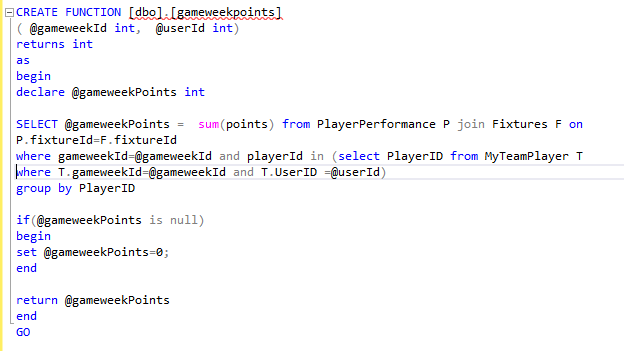 CREATE FUNCTION [dbo].[gameweekpoints]
( @gameweekId int,  @userId int)
returns int
as
begin
declare @gameweekPoints int

SELECT @gameweekPoints =  sum(points) from PlayerPerformance P join Fixtures F on
P.fixtureId=F.fixtureId
where gameweekId=@gameweekId and playerId in (select PlayerID from MyTeamPlayer T
where T.gameweekId=@gameweekId and T.UserID =@userId)
group by PlayerID

if(@gameweekPoints is null)
begin
set @gameweekPoints=0;
end

return @gameweekPoints
end
GO